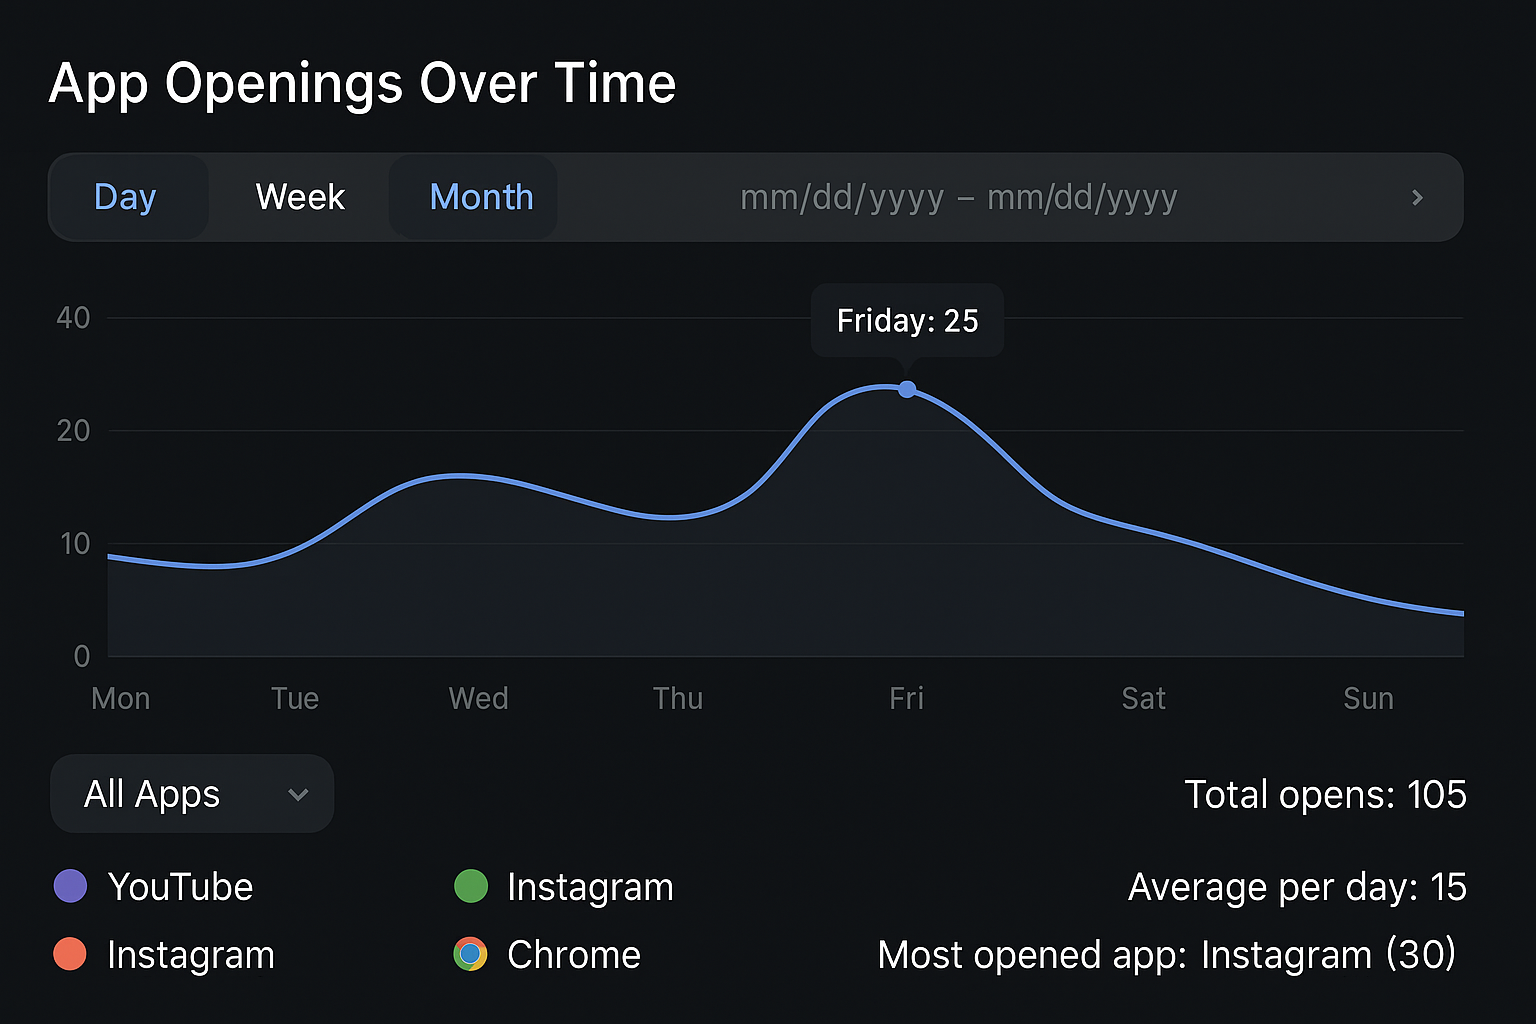 App Openings Over Time
Day Week Month mm/dd/yyyy – mm/dd/yyyy
Friday: 25
40
20
10
0
Mon Tue Wed Thu Fri Sat Sun
All Apps
Total opens: 105
YouTube Instagram Average per day: 15
Instagram Chrome Most opened app: Instagram (30)